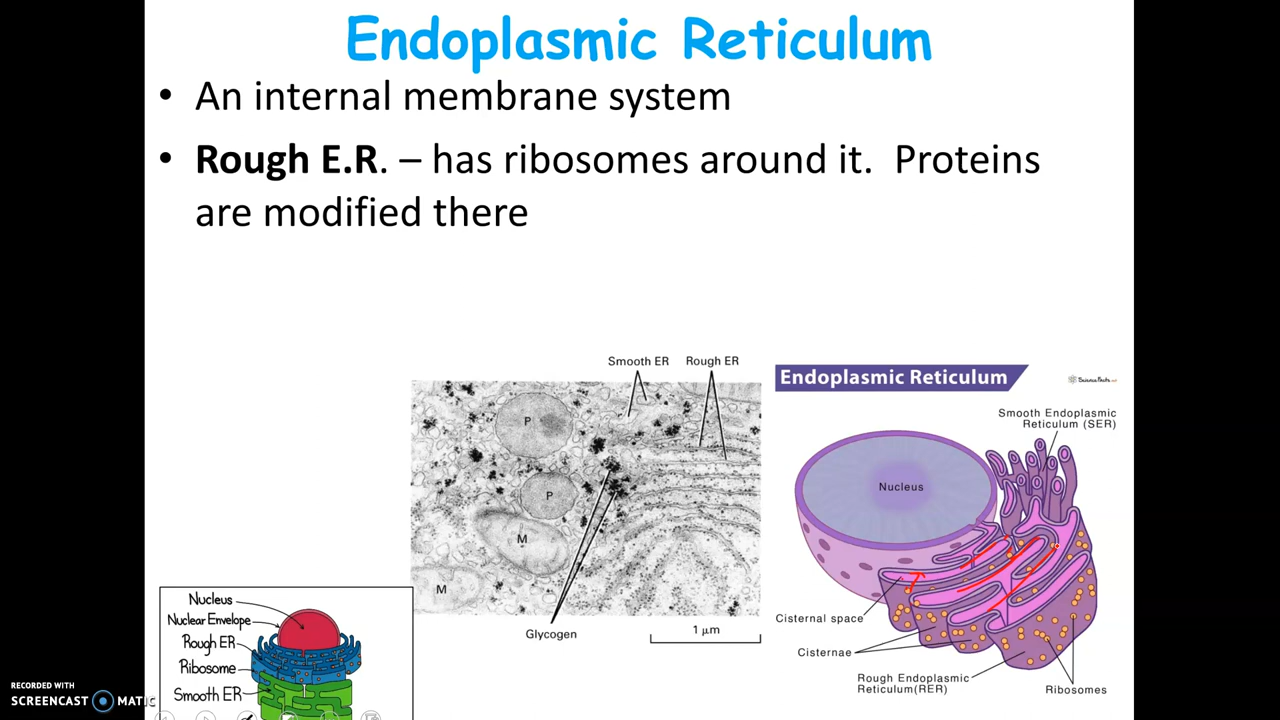 Endoplasmic Reticulum
• An internal membrane system
• Rough E.R. – has ribosomes around it. Proteins
are modified there
Smooth ER
Rough ER
P
P
M
M
Glycogen
1 μm
Endoplasmic Reticulum
ScienceFacts.net
Smooth Endoplasmic
Reticulum (SER)
Nucleus
Cisternal space
Cisternae
Rough Endoplasmic
Reticulum(RER)
Ribosomes
Nucleus
Nuclear Envelope
Rough ER
Ribosome
Smooth ER
RECORDED WITH
SCREENCAST MATIC